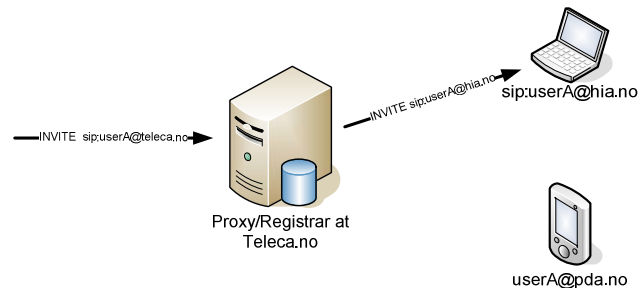 INVITE sip:userA@teleca.no
Proxy/Registrar at
Teleca.no
INVITE sip:userA@hia.no
sip:userA@hia.no
userA@pda.no